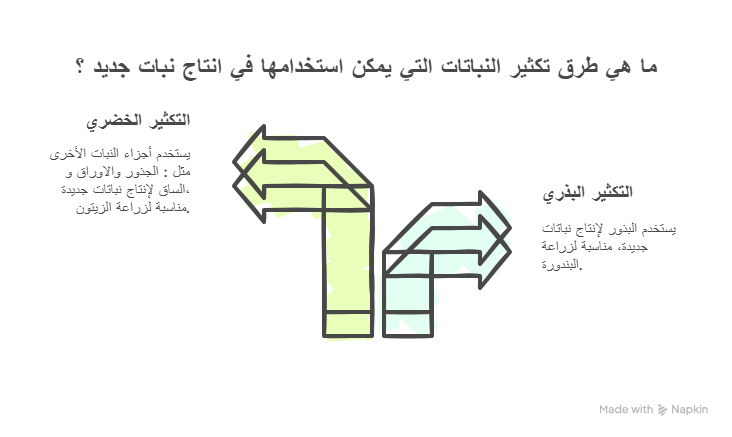 ما هي طرق تكثير النباتات التي يمكن استخدامها في انتاج نبات جديد ؟
التكثير البذري
يستخدم البذور لإنتاج نباتات
جديدة، مناسبة لزراعة
البندورة.
التكثير الخضري
يستخدم أجزاء النبات الأخرى
مثل : الجذور والاوراق و
الساق لإنتاج نباتات جديدة،
مناسبة لزراعة الزيتون.
Made with Napkin